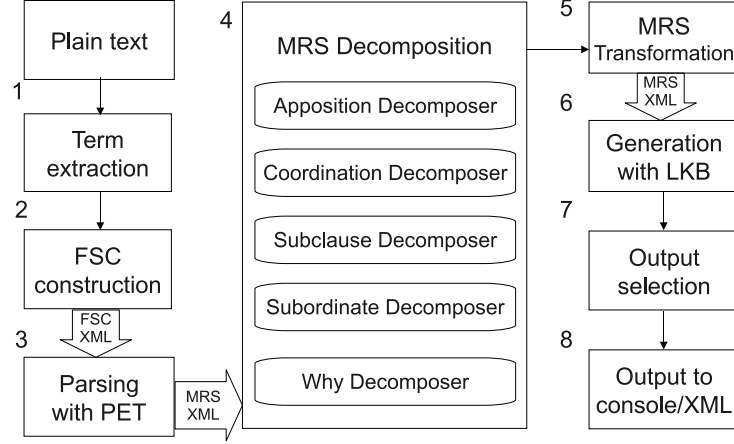 Plain text
1
Term
extraction
2
FSC
construction
FSC
XML
3
Parsing
with PET
MRS
XML
4
MRS Decomposition
Apposition Decomposer
Coordination Decomposer
Subclause Decomposer
Subordinate Decomposer
Why Decomposer
5
MRS
Transformation
MRS
XML
6
Generation
with LKB
7
Output
selection
8
Output to
console/XML